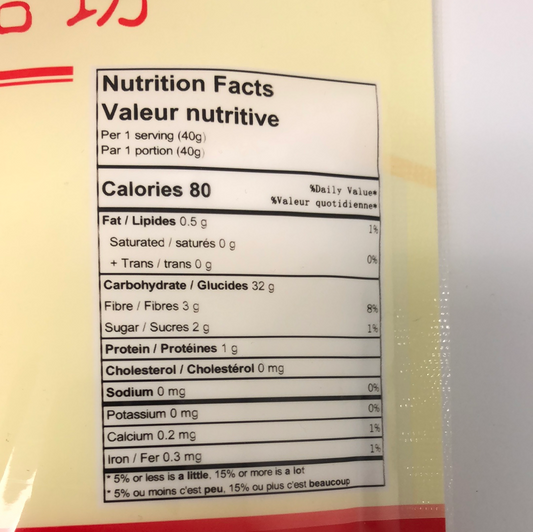 坊
Nutrition Facts
Valeur nutritive
Per 1 serving (40g)
Par 1 portion (40g)
Calories 80
%Daily Value*
%Valeur quotidienne*
Fat / Lipides 0.5 g 1%
Saturated / saturés 0 g
+ Trans / trans 0 g 0%
Carbohydrate / Glucides 32 g
Fibre / Fibres 3 g 8%
Sugar / Sucres 2 g 1%
Protein / Protéines 1 g
Cholesterol / Cholestérol 0 mg
Sodium 0 mg 0%
Potassium 0 mg 0%
Calcium 0.2 mg 1%
Iron / Fer 0.3 mg 1%
* 5% or less is a little, 15% or more is a lot
* 5% ou moins c'est peu, 15% ou plus c'est beaucoup